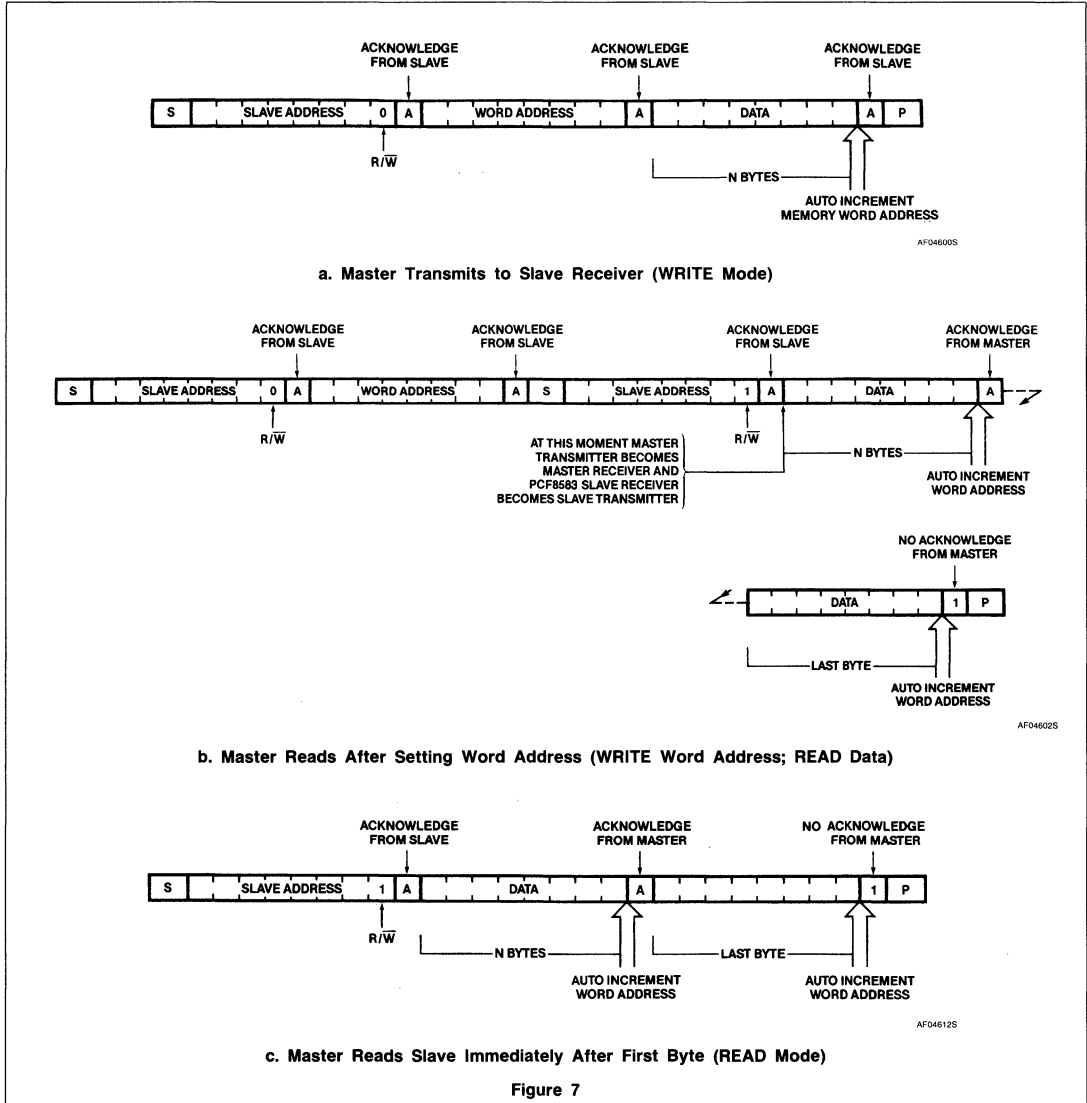 ACKNOWLEDGE FROM SLAVE
ACKNOWLEDGE FROM SLAVE
ACKNOWLEDGE FROM SLAVE
S SLAVE ADDRESS 0 A WORD ADDRESS A DATA A P
R/W̅
N BYTES
AUTO INCREMENT
MEMORY WORD ADDRESS
AF04600S
a. Master Transmits to Slave Receiver (WRITE Mode)
ACKNOWLEDGE FROM SLAVE
ACKNOWLEDGE FROM SLAVE
ACKNOWLEDGE FROM SLAVE
ACKNOWLEDGE FROM MASTER
S SLAVE ADDRESS 0 A WORD ADDRESS A S SLAVE ADDRESS 1 A DATA A
R/W̅
R/W̅
AT THIS MOMENT MASTER
TRANSMITTER BECOMES
MASTER RECEIVER AND
PCF8583 SLAVE RECEIVER
BECOMES SLAVE TRANSMITTER
N BYTES
AUTO INCREMENT
WORD ADDRESS
NO ACKNOWLEDGE
FROM MASTER
DATA 1 P
LAST BYTE
AUTO INCREMENT
WORD ADDRESS
AF04602S
b. Master Reads After Setting Word Address (WRITE Word Address; READ Data)
ACKNOWLEDGE FROM SLAVE
ACKNOWLEDGE FROM MASTER
NO ACKNOWLEDGE FROM MASTER
S SLAVE ADDRESS 1 A DATA A 1 P
R/W̅
N BYTES
LAST BYTE
AUTO INCREMENT
WORD ADDRESS
AUTO INCREMENT
WORD ADDRESS
AF04612S
c. Master Reads Slave Immediately After First Byte (READ Mode)
Figure 7